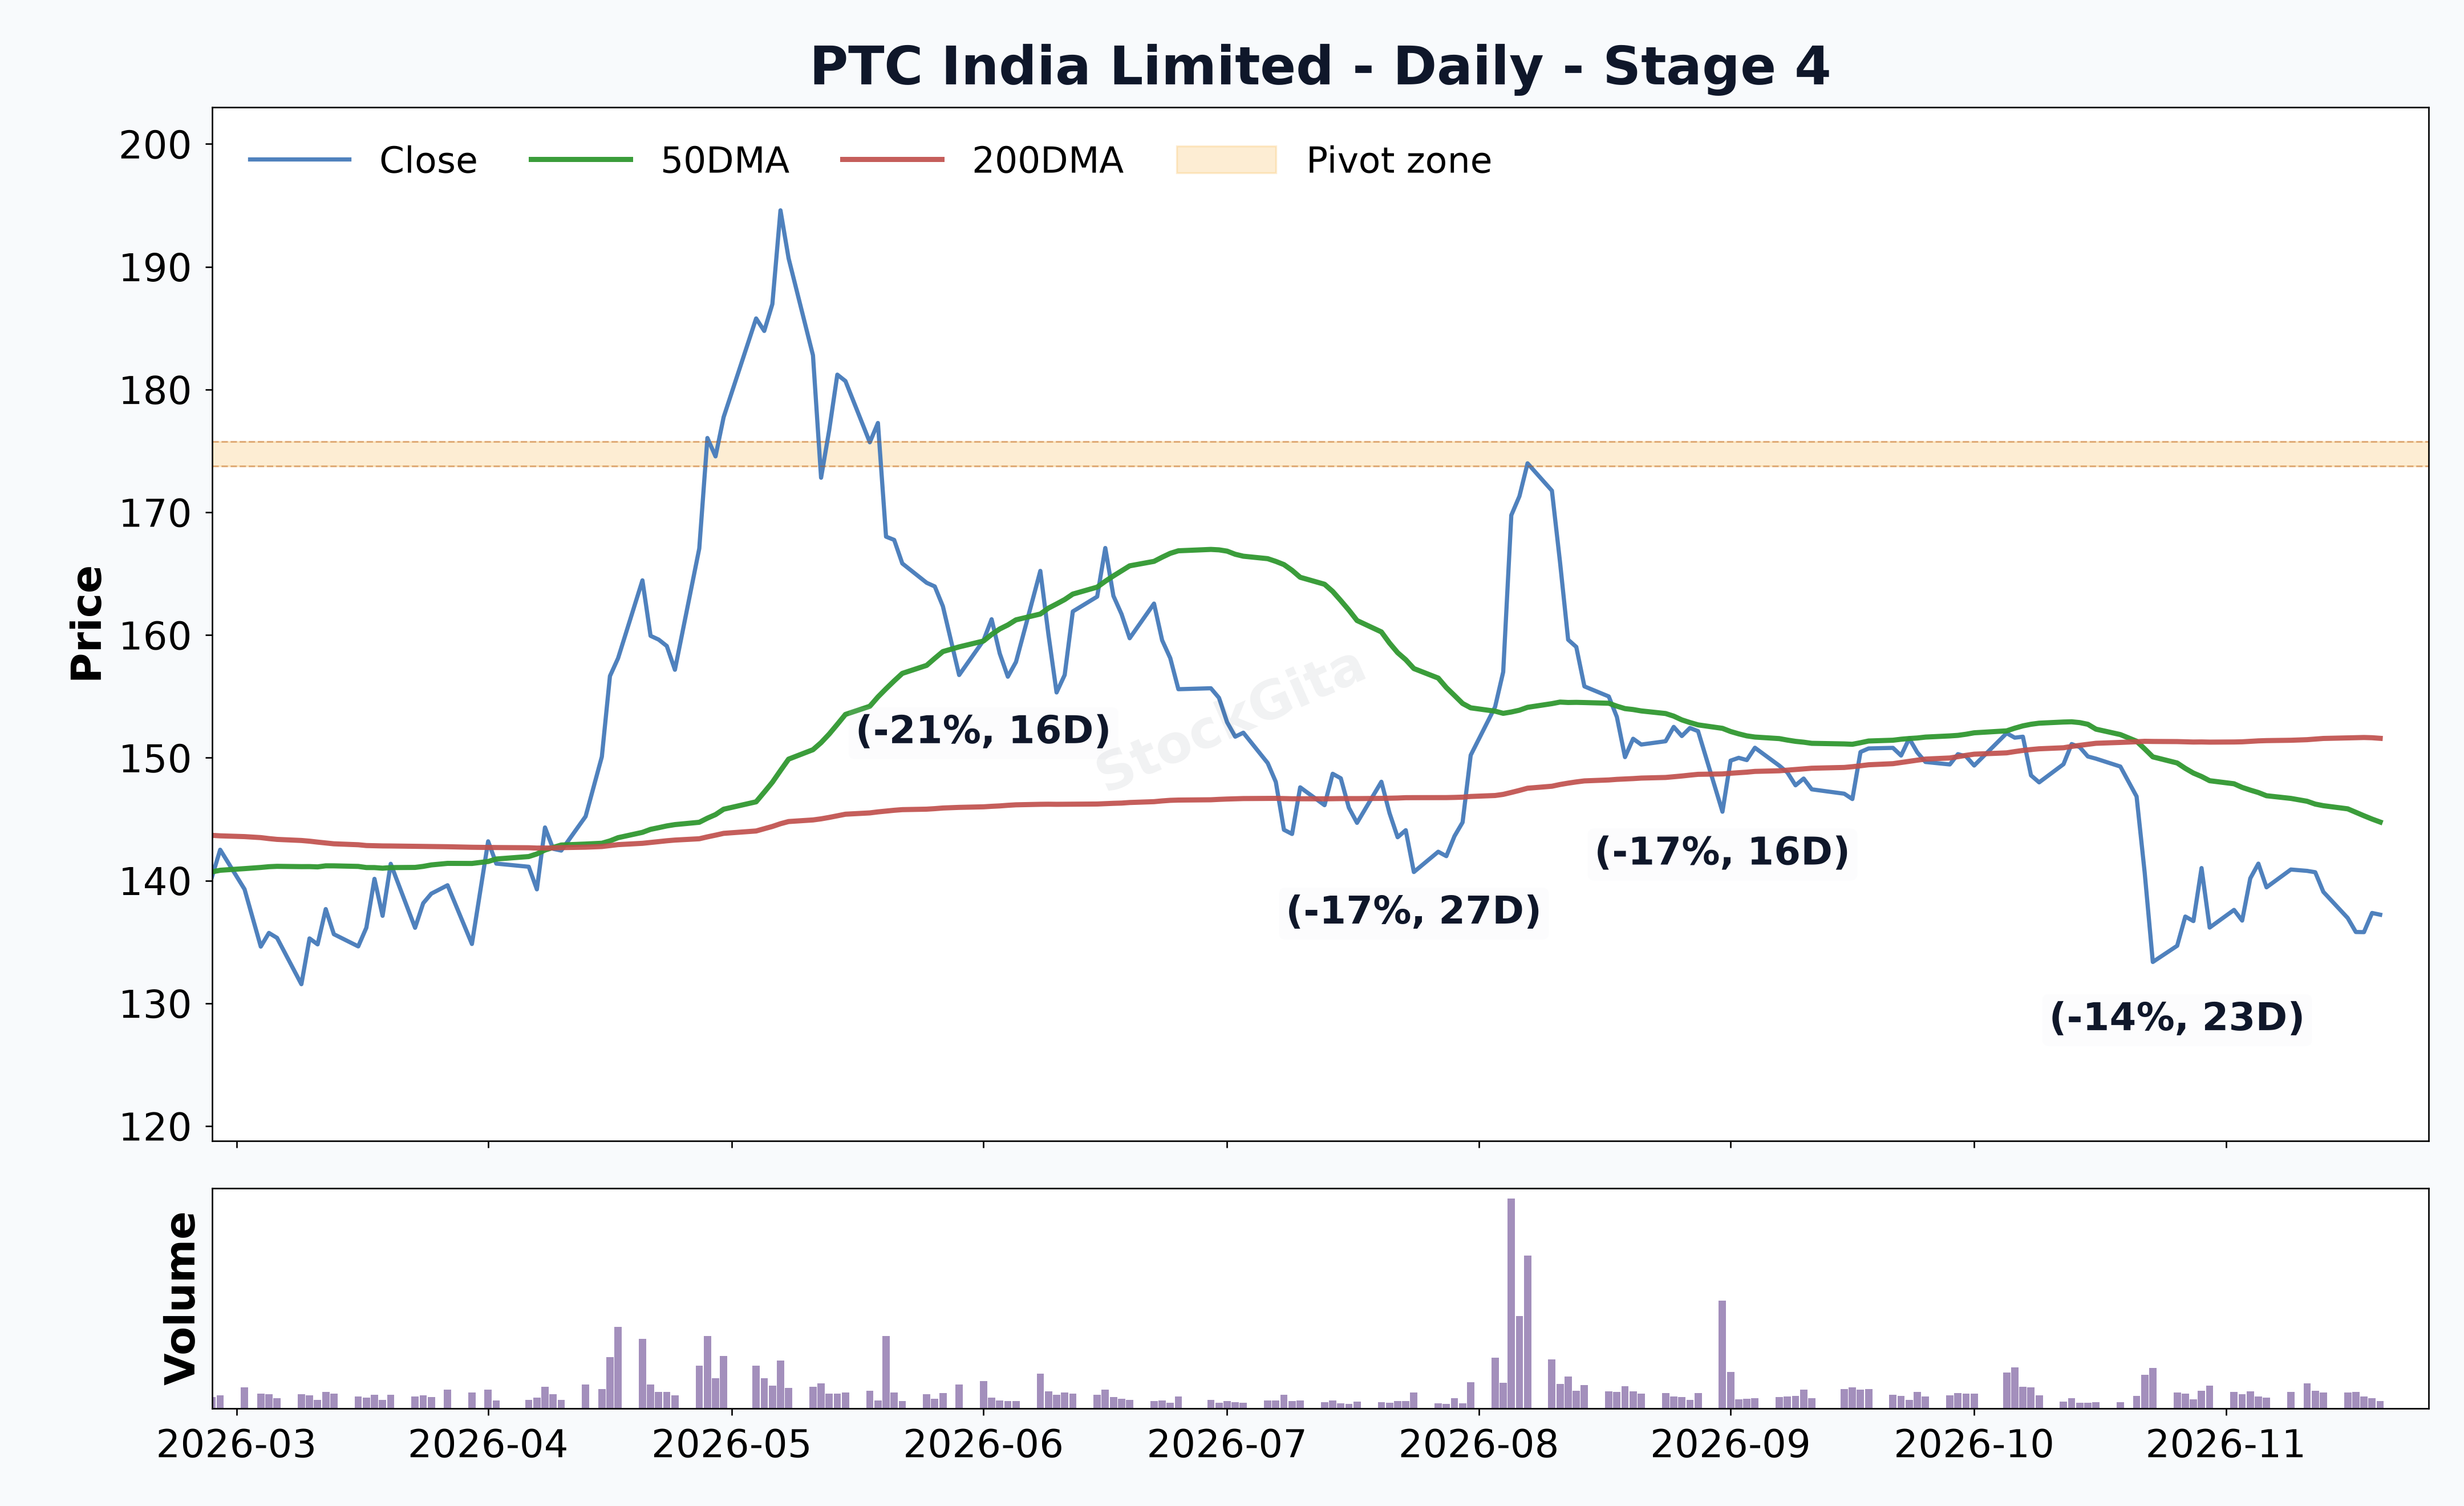 PTC India Limited - Daily - Stage 4
Close 50DMA 200DMA Pivot zone
200
190
180
170
160
150
140
130
120
Price
StockGita
(-21%, 16D)
(-17%, 27D)
(-17%, 16D)
(-14%, 23D)
Volume
2026-03 2026-04 2026-05 2026-06 2026-07 2026-08 2026-09 2026-10 2026-11